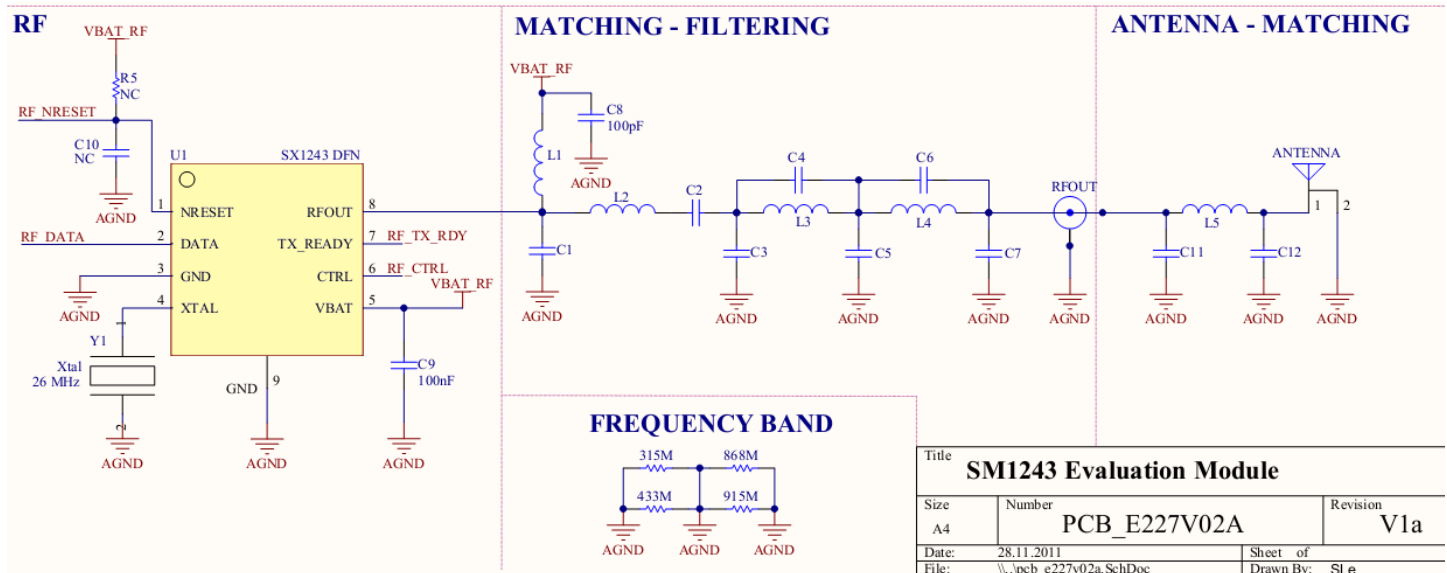 RF
MATCHING - FILTERING
ANTENNA - MATCHING
VBAT_RF
R5
NC
RF_NRESET
C10
NC
AGND
U1
SX1243 DFN
1
NRESET
RFOUT
8
RF_DATA
2
DATA
TX_READY
7
RF_TX_RDY
3
GND
CTRL
6
RF_CTRL
AGND
4
XTAL
VBAT
5
VBAT_RF
1
Y1
Xtal
26 MHz
2
AGND
GND
9
AGND
C9
100nF
AGND
VBAT_RF
C8
100pF
AGND
L1
L2
C2
C1
AGND
C4
C6
L3
L4
C3
AGND
C5
AGND
C7
AGND
RFOUT
AGND
ANTENNA
1
2
L5
C11
AGND
C12
AGND
FREQUENCY BAND
315M
868M
433M
915M
AGND
AGND
AGND
Title
SM1243 Evaluation Module
Size
A4
Number
PCB_E227V02A
Revision
V1a
Date:
28.11.2011
Sheet of
File:
\\..\pcb_e227v02a.SchDoc
Drawn By:
SLe